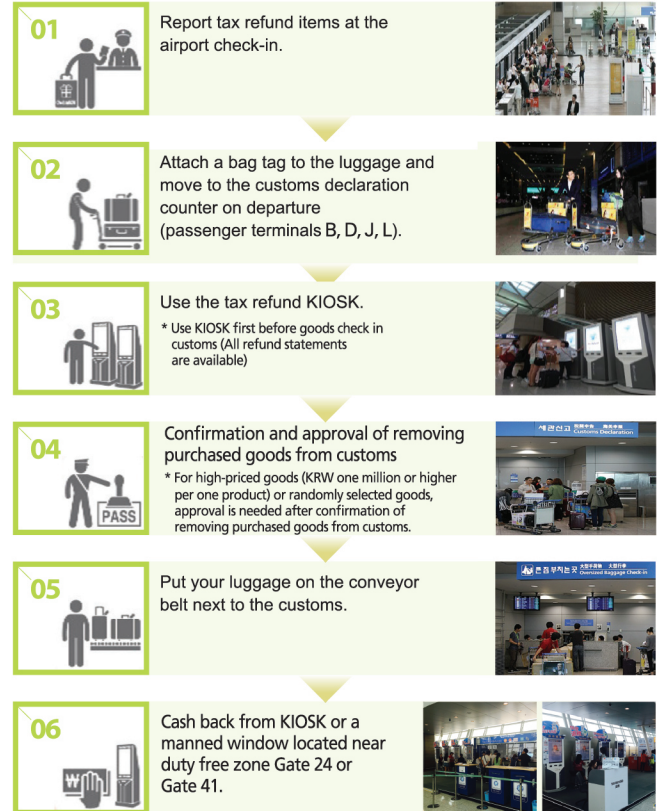 01
Report tax refund items at the
airport check-in.
02
Attach a bag tag to the luggage and
move to the customs declaration
counter on departure
(passenger terminals B, D, J, L).
03
Use the tax refund KIOSK.
* Use KIOSK first before goods check in
customs (All refund statements
are available)
04
PASS
Confirmation and approval of removing
purchased goods from customs
* For high-priced goods (KRW one million or higher
per one product) or randomly selected goods,
approval is needed after confirmation of
removing purchased goods from customs.
세관신고
Customs Declaration
05
Put your luggage on the conveyor
belt next to the customs.
큰짐 부치는곳
Oversized Baggage Check-in
06
₩
Cash back from KIOSK or a
manned window located near
duty free zone Gate 24 or
Gate 41.